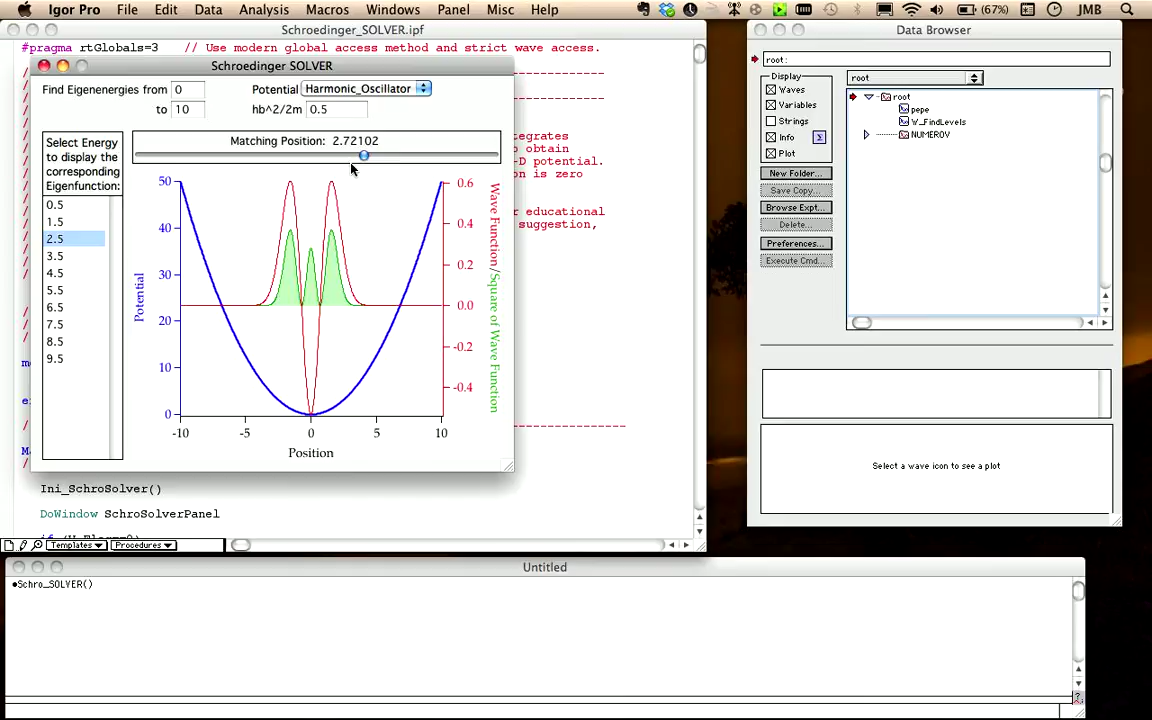 Igor Pro File Edit Data Analysis Macros Windows Panel Misc Help (67%) JMB
Schroedinger_SOLVER.ipf
#pragma rtGlobals=3 // Use modern global access method and strict wave access.
Schroedinger SOLVER
Find Eigenenergies from 0 Potential Harmonic_Oscillator
to 10 hb^2/2m 0.5
Select Energy
to display the
corresponding
Eigenfunction:
0.5
1.5
2.5
3.5
4.5
5.5
6.5
7.5
8.5
9.5
Matching Position: 2.72102
50
40
30
20
10
0
Potential
-10 -5 0 5 10
Position
0.6
0.4
0.2
0.0
-0.2
-0.4
Wave Function/Square of Wave Function
tegrates
o obtain
-D potential.
on is zero
r educational
suggestion,
Ini_SchroSolver()
DoWindow SchroSolverPanel
Templates Procedures
Data Browser
root:
Display
Waves
Variables
Strings
Info Σ
Plot
New Folder...
Save Copy...
Browse Expt...
Delete...
Preferences...
Execute Cmd...
root
root
pepe
W_FindLevels
NUMEROV
Select a wave icon to see a plot
Untitled
•Schro_SOLVER()